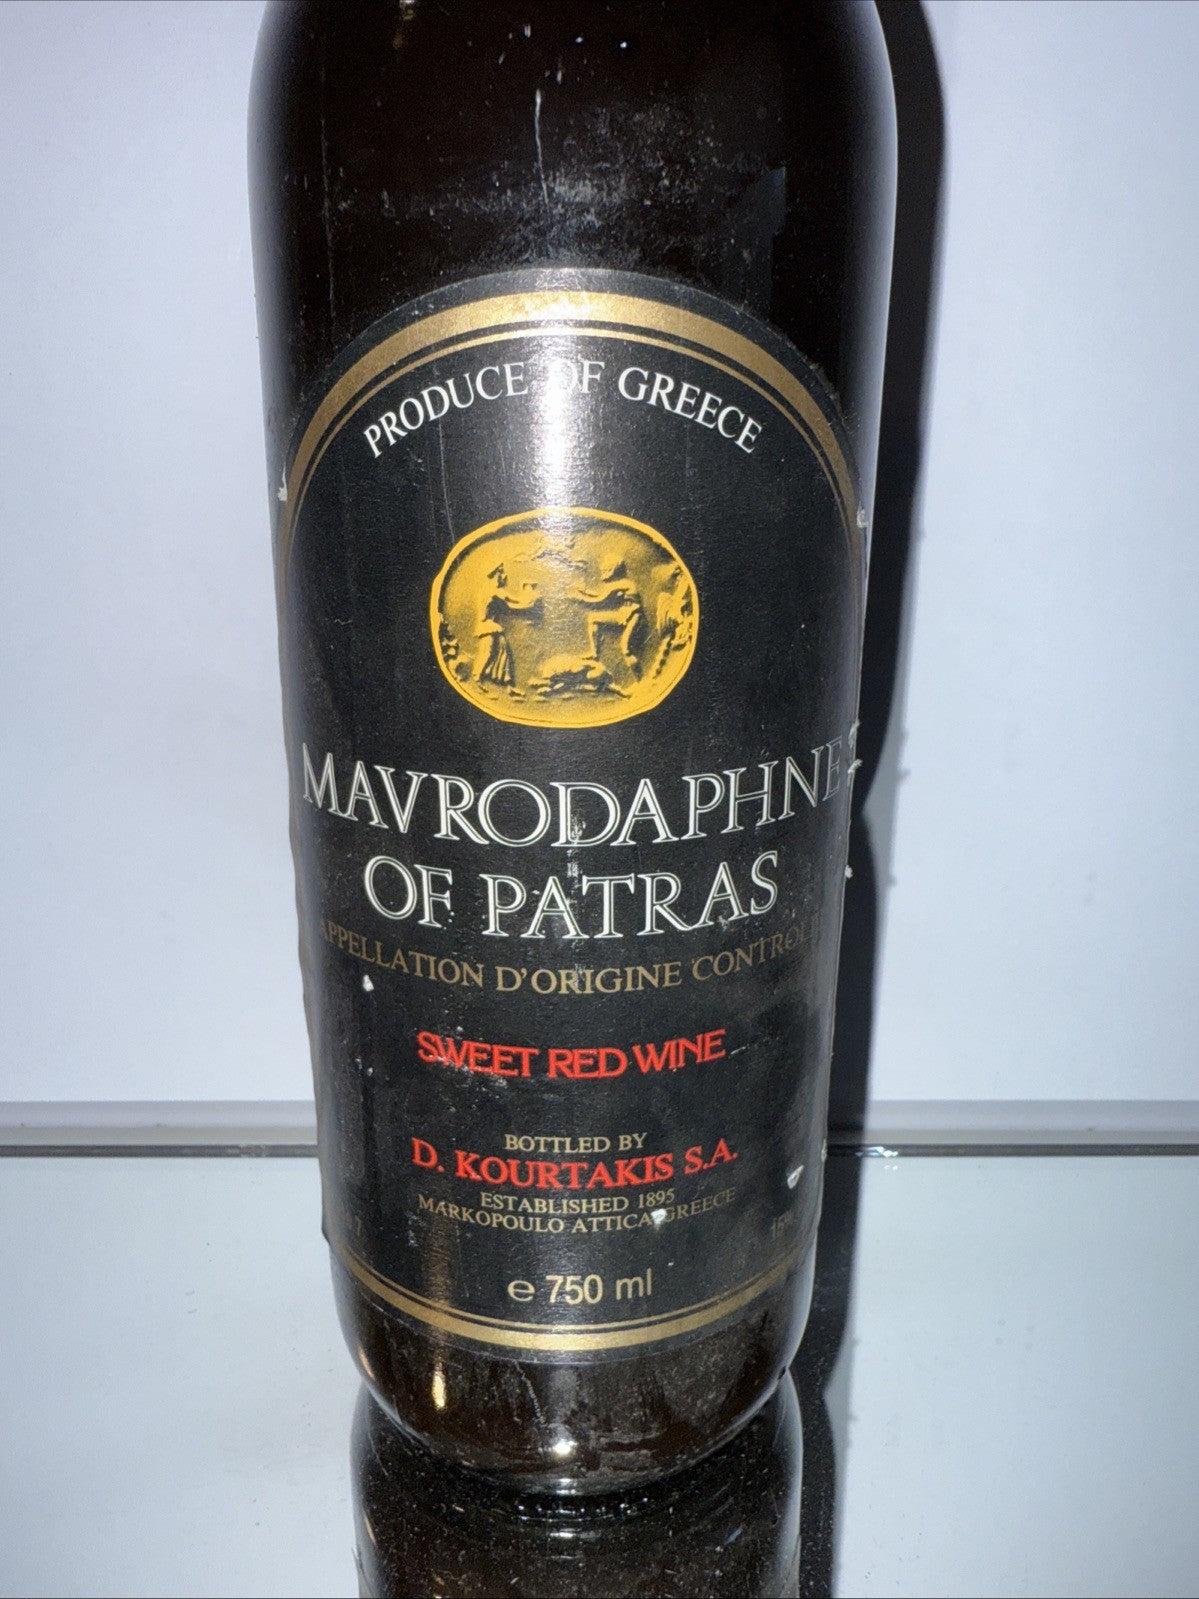 PRODUCE OF GREECE
MAVRODAPHNE
OF PATRAS
APPELLATION D'ORIGINE CONTROLÉE
SWEET RED WINE
BOTTLED BY
D. KOURTAKIS S.A.
ESTABLISHED 1895
MARKOPOULO ATTICA, GREECE
e 750 ml